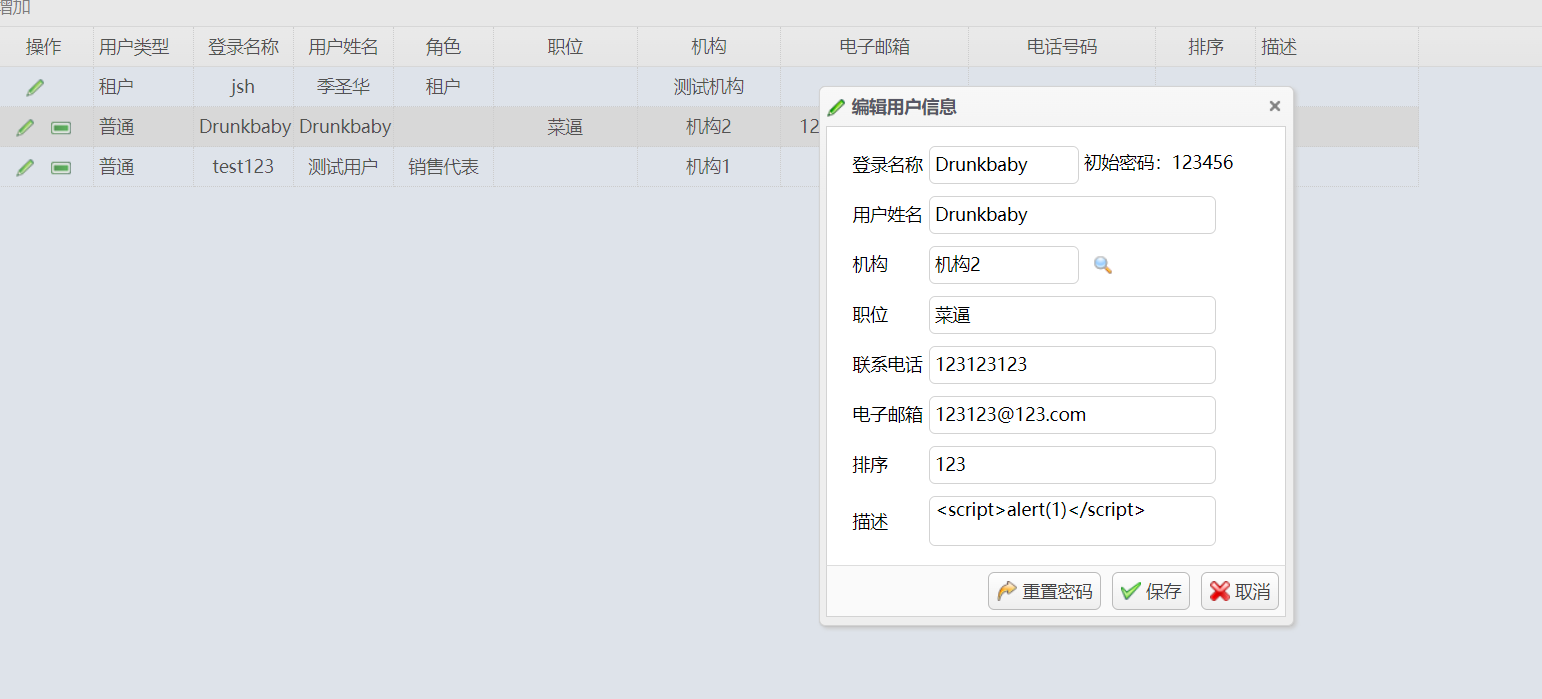 增加
操作 用户类型 登录名称 用户姓名 角色 职位 机构 电子邮箱 电话号码 排序 描述
租户 jsh 季圣华 租户 测试机构
普通 Drunkbaby Drunkbaby 菜逼 机构2 12
普通 test123 测试用户 销售代表 机构1
编辑用户信息
登录名称 Drunkbaby 初始密码：123456
用户姓名 Drunkbaby
机构 机构2
职位 菜逼
联系电话 123123123
电子邮箱 123123@123.com
排序 123
描述 <script>alert(1)</script>
重置密码 保存 取消